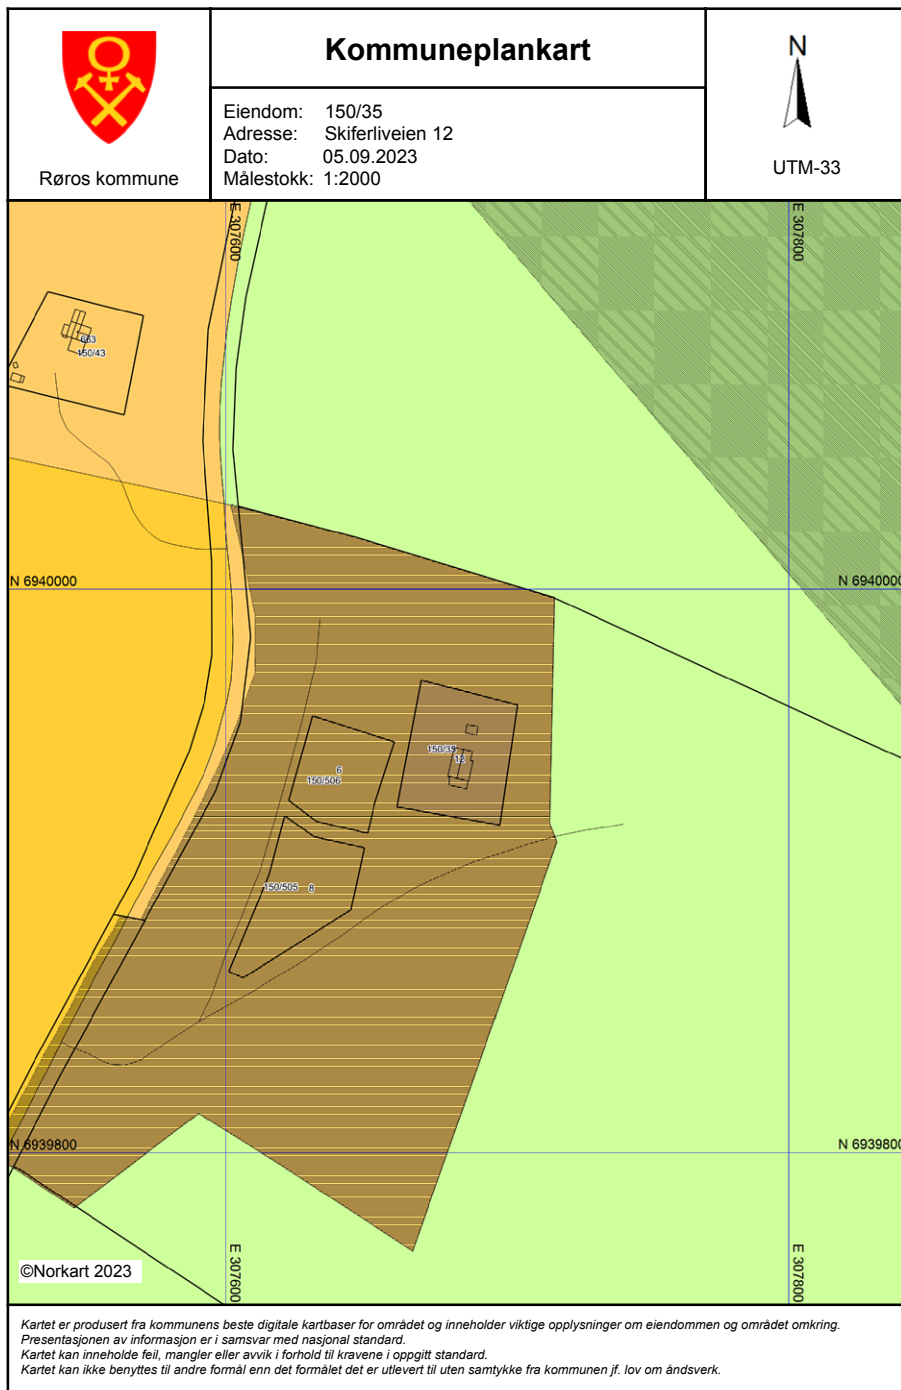 Kommuneplankart
Røros kommune
Eiendom: 150/35
Adresse: Skiferliveien 12
Dato: 05.09.2023
Målestokk: 1:2000
N
UTM-33
E 307600
E 307800
663
150/43
N 6940000
N 6940000
150/35
12
6
150/506
150/505 8
N 6939800
N 6939800
E 307600
E 307800
©Norkart 2023
Kartet er produsert fra kommunens beste digitale kartbaser for området og inneholder viktige opplysninger om eiendommen og området omkring.
Presentasjonen av informasjon er i samsvar med nasjonal standard.
Kartet kan inneholde feil, mangler eller avvik i forhold til kravene i oppgitt standard.
Kartet kan ikke benyttes til andre formål enn det formålet det er utlevert til uten samtykke fra kommunen jf. lov om åndsverk.